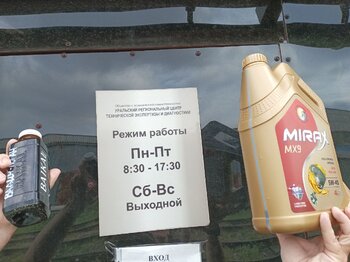 УРАЛЬСКИЙ РЕГИОНАЛЬНЫЙ ЦЕНТР
ТЕХНИЧЕСКОЙ ЭКСПЕРТИЗЫ И ДИАГНОСТИКИ
Режим работы
Пн-Пт
8:30 - 17:30
Сб-Вс
Выходной
ВХОД
MIRAX
MX9
5W-40